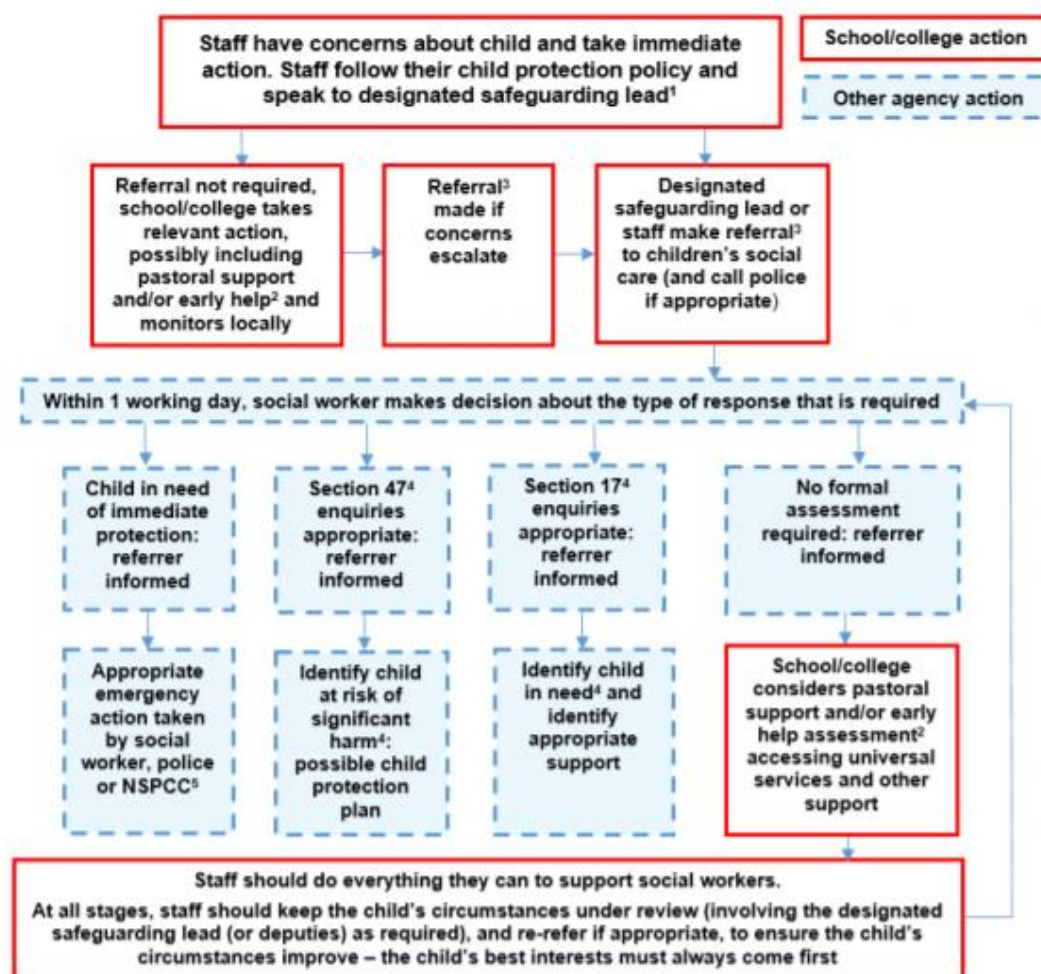 Staff have concerns about child and take immediate
action. Staff follow their child protection policy and
speak to designated safeguarding lead¹
School/college action
Other agency action
Referral not required,
school/college takes
relevant action,
possibly including
pastoral support
and/or early help² and
monitors locally
Referral³
made if
concerns
escalate
Designated
safeguarding lead or
staff make referral³
to children's social
care (and call police
if appropriate)
Within 1 working day, social worker makes decision about the type of response that is required
Child in need
of immediate
protection:
referrer
informed
Section 47⁴
enquiries
appropriate:
referrer
informed
Section 17⁴
enquiries
appropriate:
referrer
informed
No formal
assessment
required: referrer
informed
Appropriate
emergency
action taken
by social
worker, police
or NSPCC⁵
Identify child
at risk of
significant
harm⁴:
possible child
protection
plan
Identify child
in need⁴ and
identify
appropriate
support
School/college
considers pastoral
support and/or early
help assessment²
accessing universal
services and other
support
Staff should do everything they can to support social workers.
At all stages, staff should keep the child's circumstances under review (involving the designated
safeguarding lead (or deputies) as required), and re-refer if appropriate, to ensure the child's
circumstances improve – the child's best interests must always come first